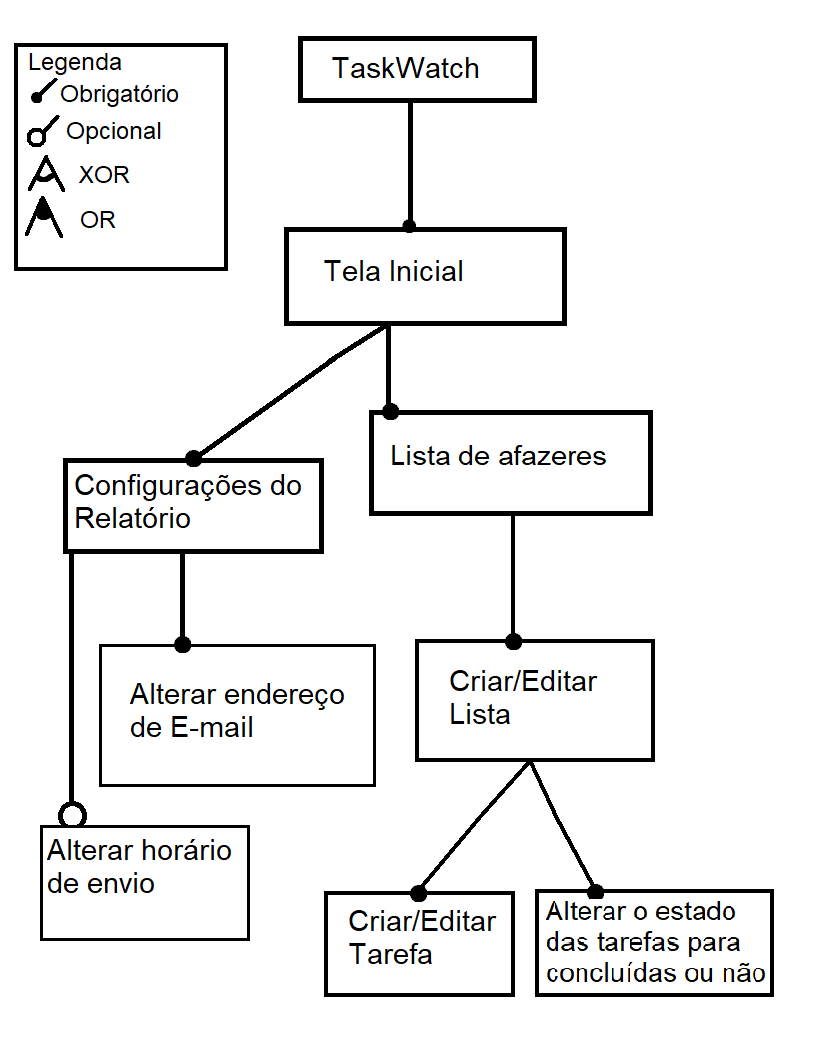 Legenda
Obrigatório
Opcional
XOR
OR
TaskWatch
Tela Inicial
Configurações do
Relatório
Lista de afazeres
Alterar endereço
de E-mail
Criar/Editar
Lista
Alterar horário
de envio
Criar/Editar
Tarefa
Alterar o estado
das tarefas para
concluídas ou não